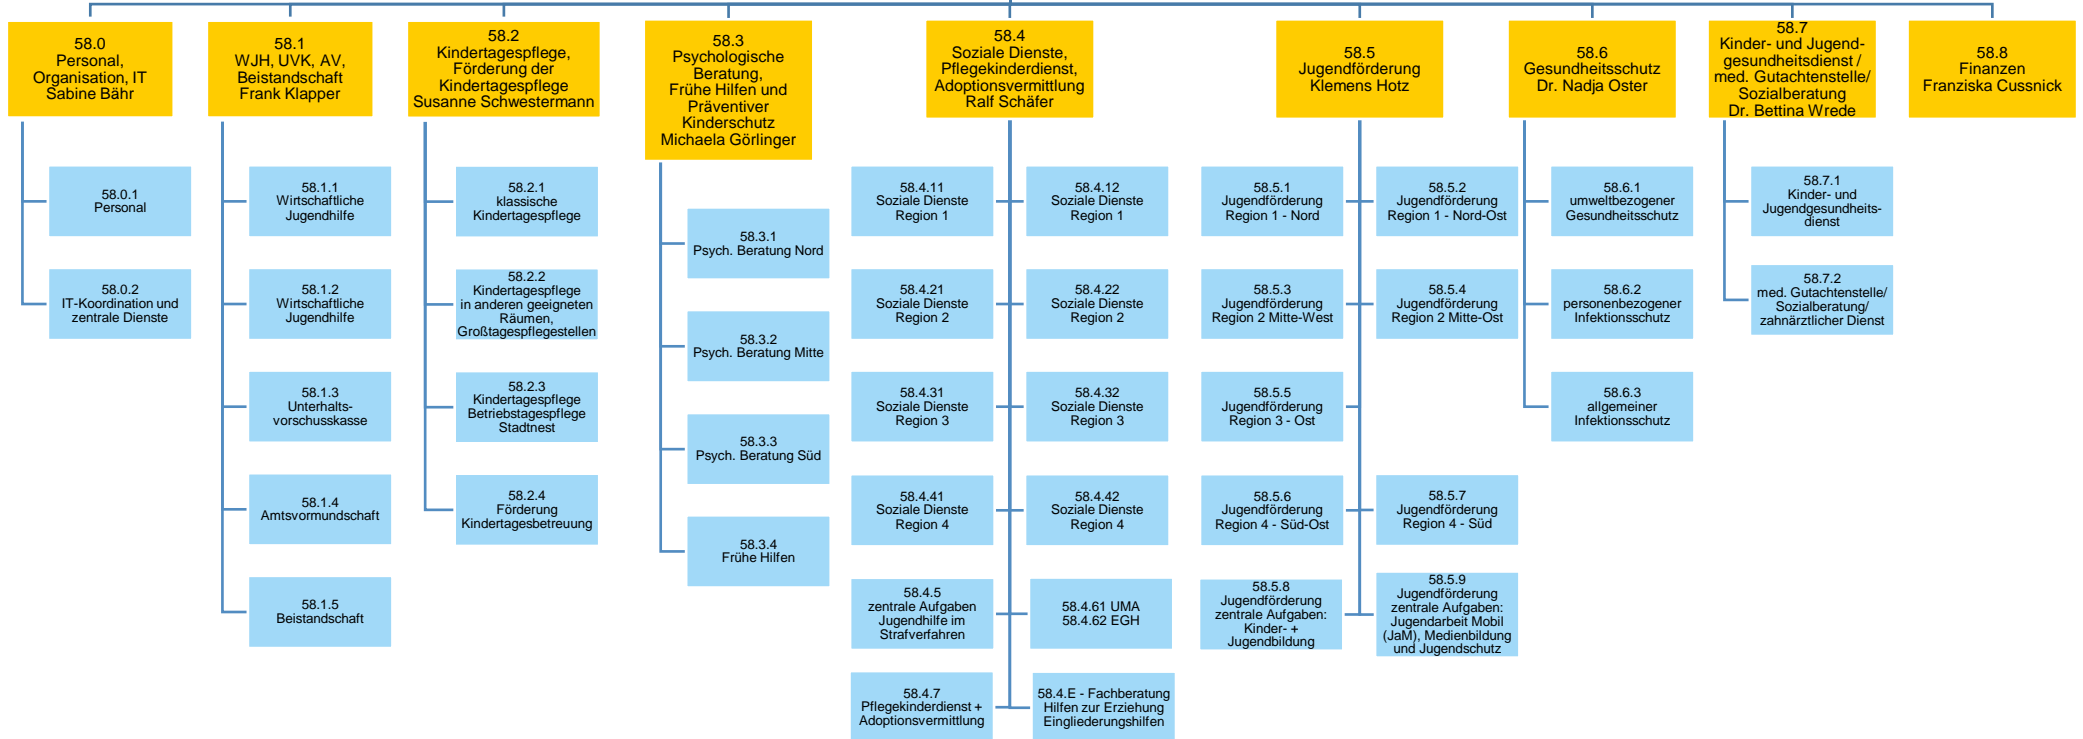 58.0
Personal,
Organisation, IT
Sabine Bähr
58.1
WJH, UVK, AV,
Beistandschaft
Frank Klapper
58.2
Kindertagespflege,
Förderung der
Kindertagespflege
Susanne Schwestermann
58.3
Psychologische
Beratung,
Frühe Hilfen und
Präventiver
Kinderschutz
Michaela Görlinger
58.4
Soziale Dienste,
Pflegekinderdienst,
Adoptionsvermittlung
Ralf Schäfer
58.5
Jugendförderung
Klemens Hotz
58.6
Gesundheitsschutz
Dr. Nadja Oster
58.7
Kinder- und Jugend-
gesundheitsdienst /
med. Gutachtenstelle/
Sozialberatung
Dr. Bettina Wrede
58.8
Finanzen
Franziska Cussnick
58.0.1
Personal
58.0.2
IT-Koordination und
zentrale Dienste
58.1.1
Wirtschaftliche
Jugendhilfe
58.1.2
Wirtschaftliche
Jugendhilfe
58.1.3
Unterhalts-
vorschusskasse
58.1.4
Amtsvormundschaft
58.1.5
Beistandschaft
58.2.1
klassische
Kindertagespflege
58.2.2
Kindertagespflege
in anderen geeigneten
Räumen,
Großtagespflegestellen
58.2.3
Kindertagespflege
Betriebstagespflege
Stadtnest
58.2.4
Förderung
Kindertagesbetreuung
58.3.1
Psych. Beratung Nord
58.3.2
Psych. Beratung Mitte
58.3.3
Psych. Beratung Süd
58.3.4
Frühe Hilfen
58.4.11
Soziale Dienste
Region 1
58.4.12
Soziale Dienste
Region 1
58.4.21
Soziale Dienste
Region 2
58.4.22
Soziale Dienste
Region 2
58.4.31
Soziale Dienste
Region 3
58.4.32
Soziale Dienste
Region 3
58.4.41
Soziale Dienste
Region 4
58.4.42
Soziale Dienste
Region 4
58.4.5
zentrale Aufgaben
Jugendhilfe im
Strafverfahren
58.4.61 UMA
58.4.62 EGH
58.4.7
Pflegekinderdienst +
Adoptionsvermittlung
58.4.E - Fachberatung
Hilfen zur Erziehung
Eingliederungshilfen
58.5.1
Jugendförderung
Region 1 - Nord
58.5.2
Jugendförderung
Region 1 - Nord-Ost
58.5.3
Jugendförderung
Region 2 Mitte-West
58.5.4
Jugendförderung
Region 2 Mitte-Ost
58.5.5
Jugendförderung
Region 3 - Ost
58.5.6
Jugendförderung
Region 4 - Süd-Ost
58.5.7
Jugendförderung
Region 4 - Süd
58.5.8
Jugendförderung
zentrale Aufgaben:
Kinder- +
Jugendbildung
58.5.9
Jugendförderung
zentrale Aufgaben:
Jugendarbeit Mobil
(JaM), Medienbildung
und Jugendschutz
58.6.1
umweltbezogener
Gesundheitsschutz
58.6.2
personenbezogener
Infektionsschutz
58.6.3
allgemeiner
Infektionsschutz
58.7.1
Kinder- und
Jugendgesundheits-
dienst
58.7.2
med. Gutachtenstelle/
Sozialberatung/
zahnärztlicher Dienst